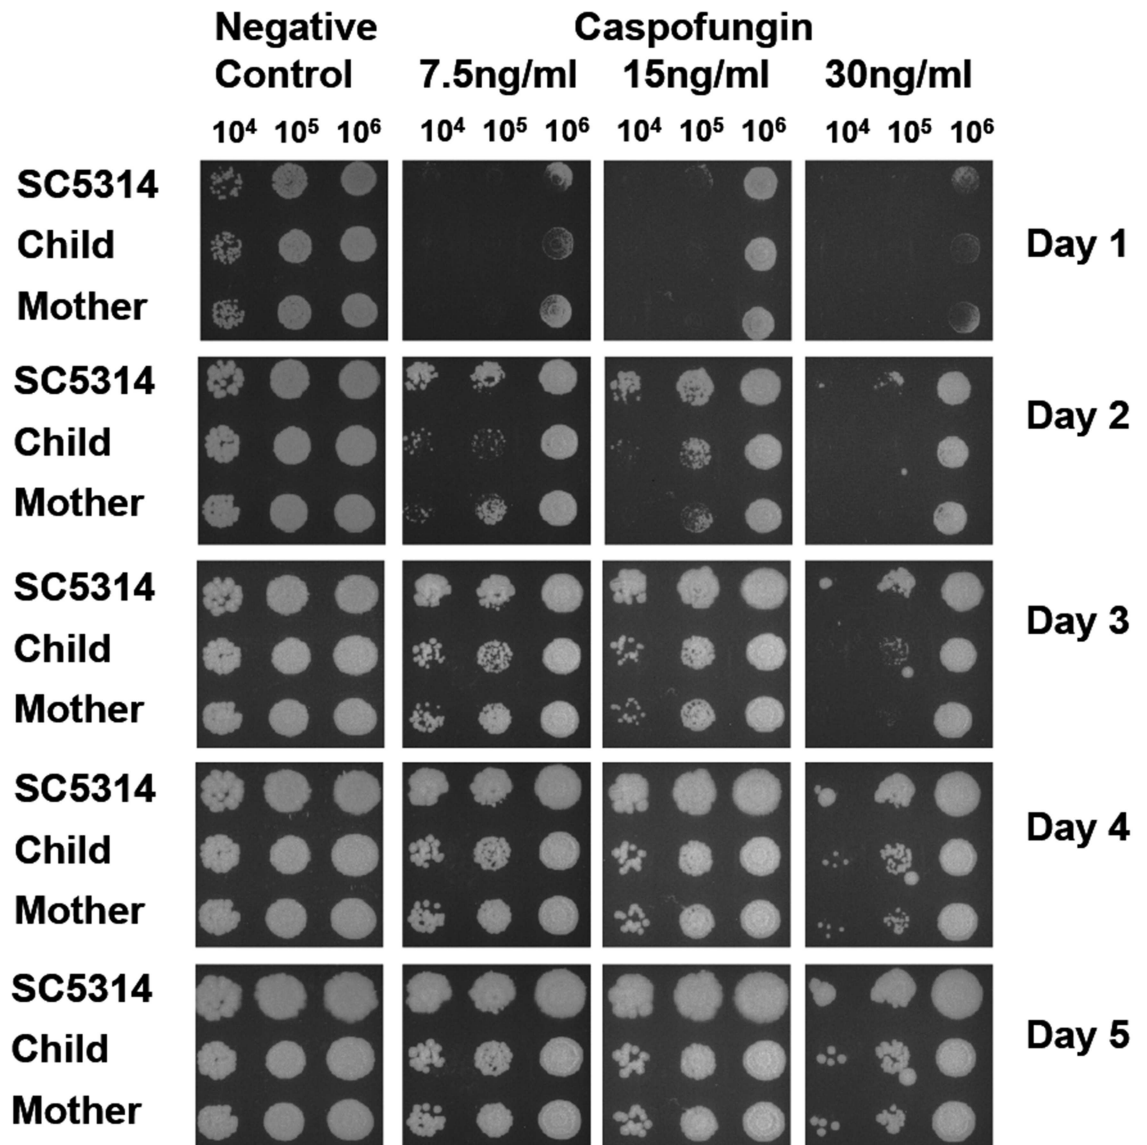 Negative Caspofungin
Control 7.5ng/ml 15ng/ml 30ng/ml
10⁴ 10⁵ 10⁶ 10⁴ 10⁵ 10⁶ 10⁴ 10⁵ 10⁶ 10⁴ 10⁵ 10⁶
SC5314
Child
Mother
Day 1
SC5314
Child
Mother
Day 2
SC5314
Child
Mother
Day 3
SC5314
Child
Mother
Day 4
SC5314
Child
Mother
Day 5